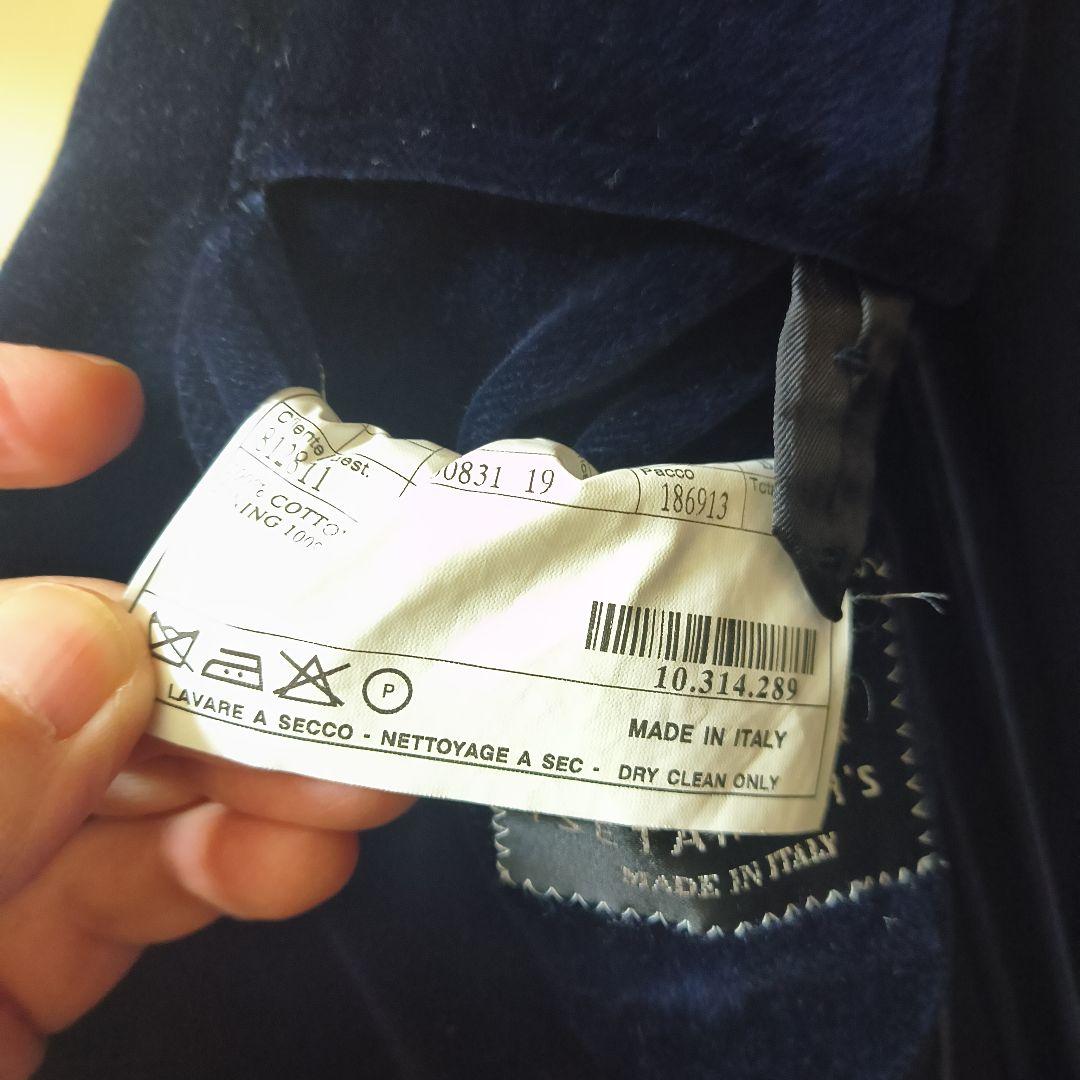 Cliente Dest. Pacco
812811 0831 19 186913
% COTTO
ING 100
10.314.289
P
MADE IN ITALY
LAVARE A SECCO - NETTOYAGE A SEC - DRY CLEAN ONLY
'S
MADE IN ITALY